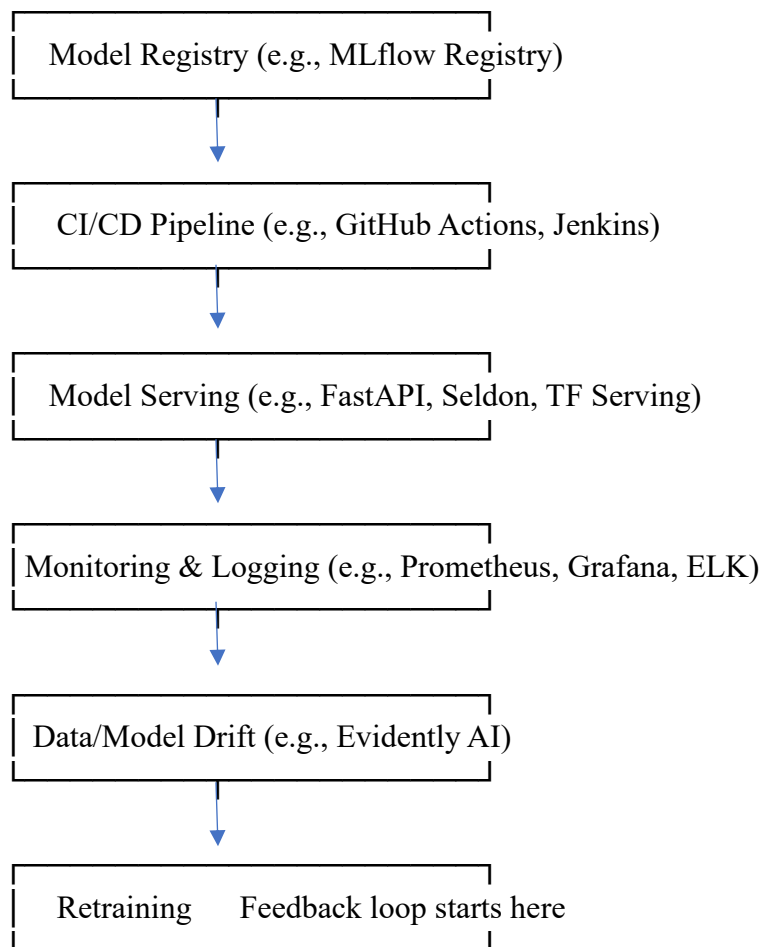 Model Registry (e.g., MLflow Registry)
CI/CD Pipeline (e.g., GitHub Actions, Jenkins)
Model Serving (e.g., FastAPI, Seldon, TF Serving)
Monitoring & Logging (e.g., Prometheus, Grafana, ELK)
Data/Model Drift (e.g., Evidently AI)
Retraining Feedback loop starts here